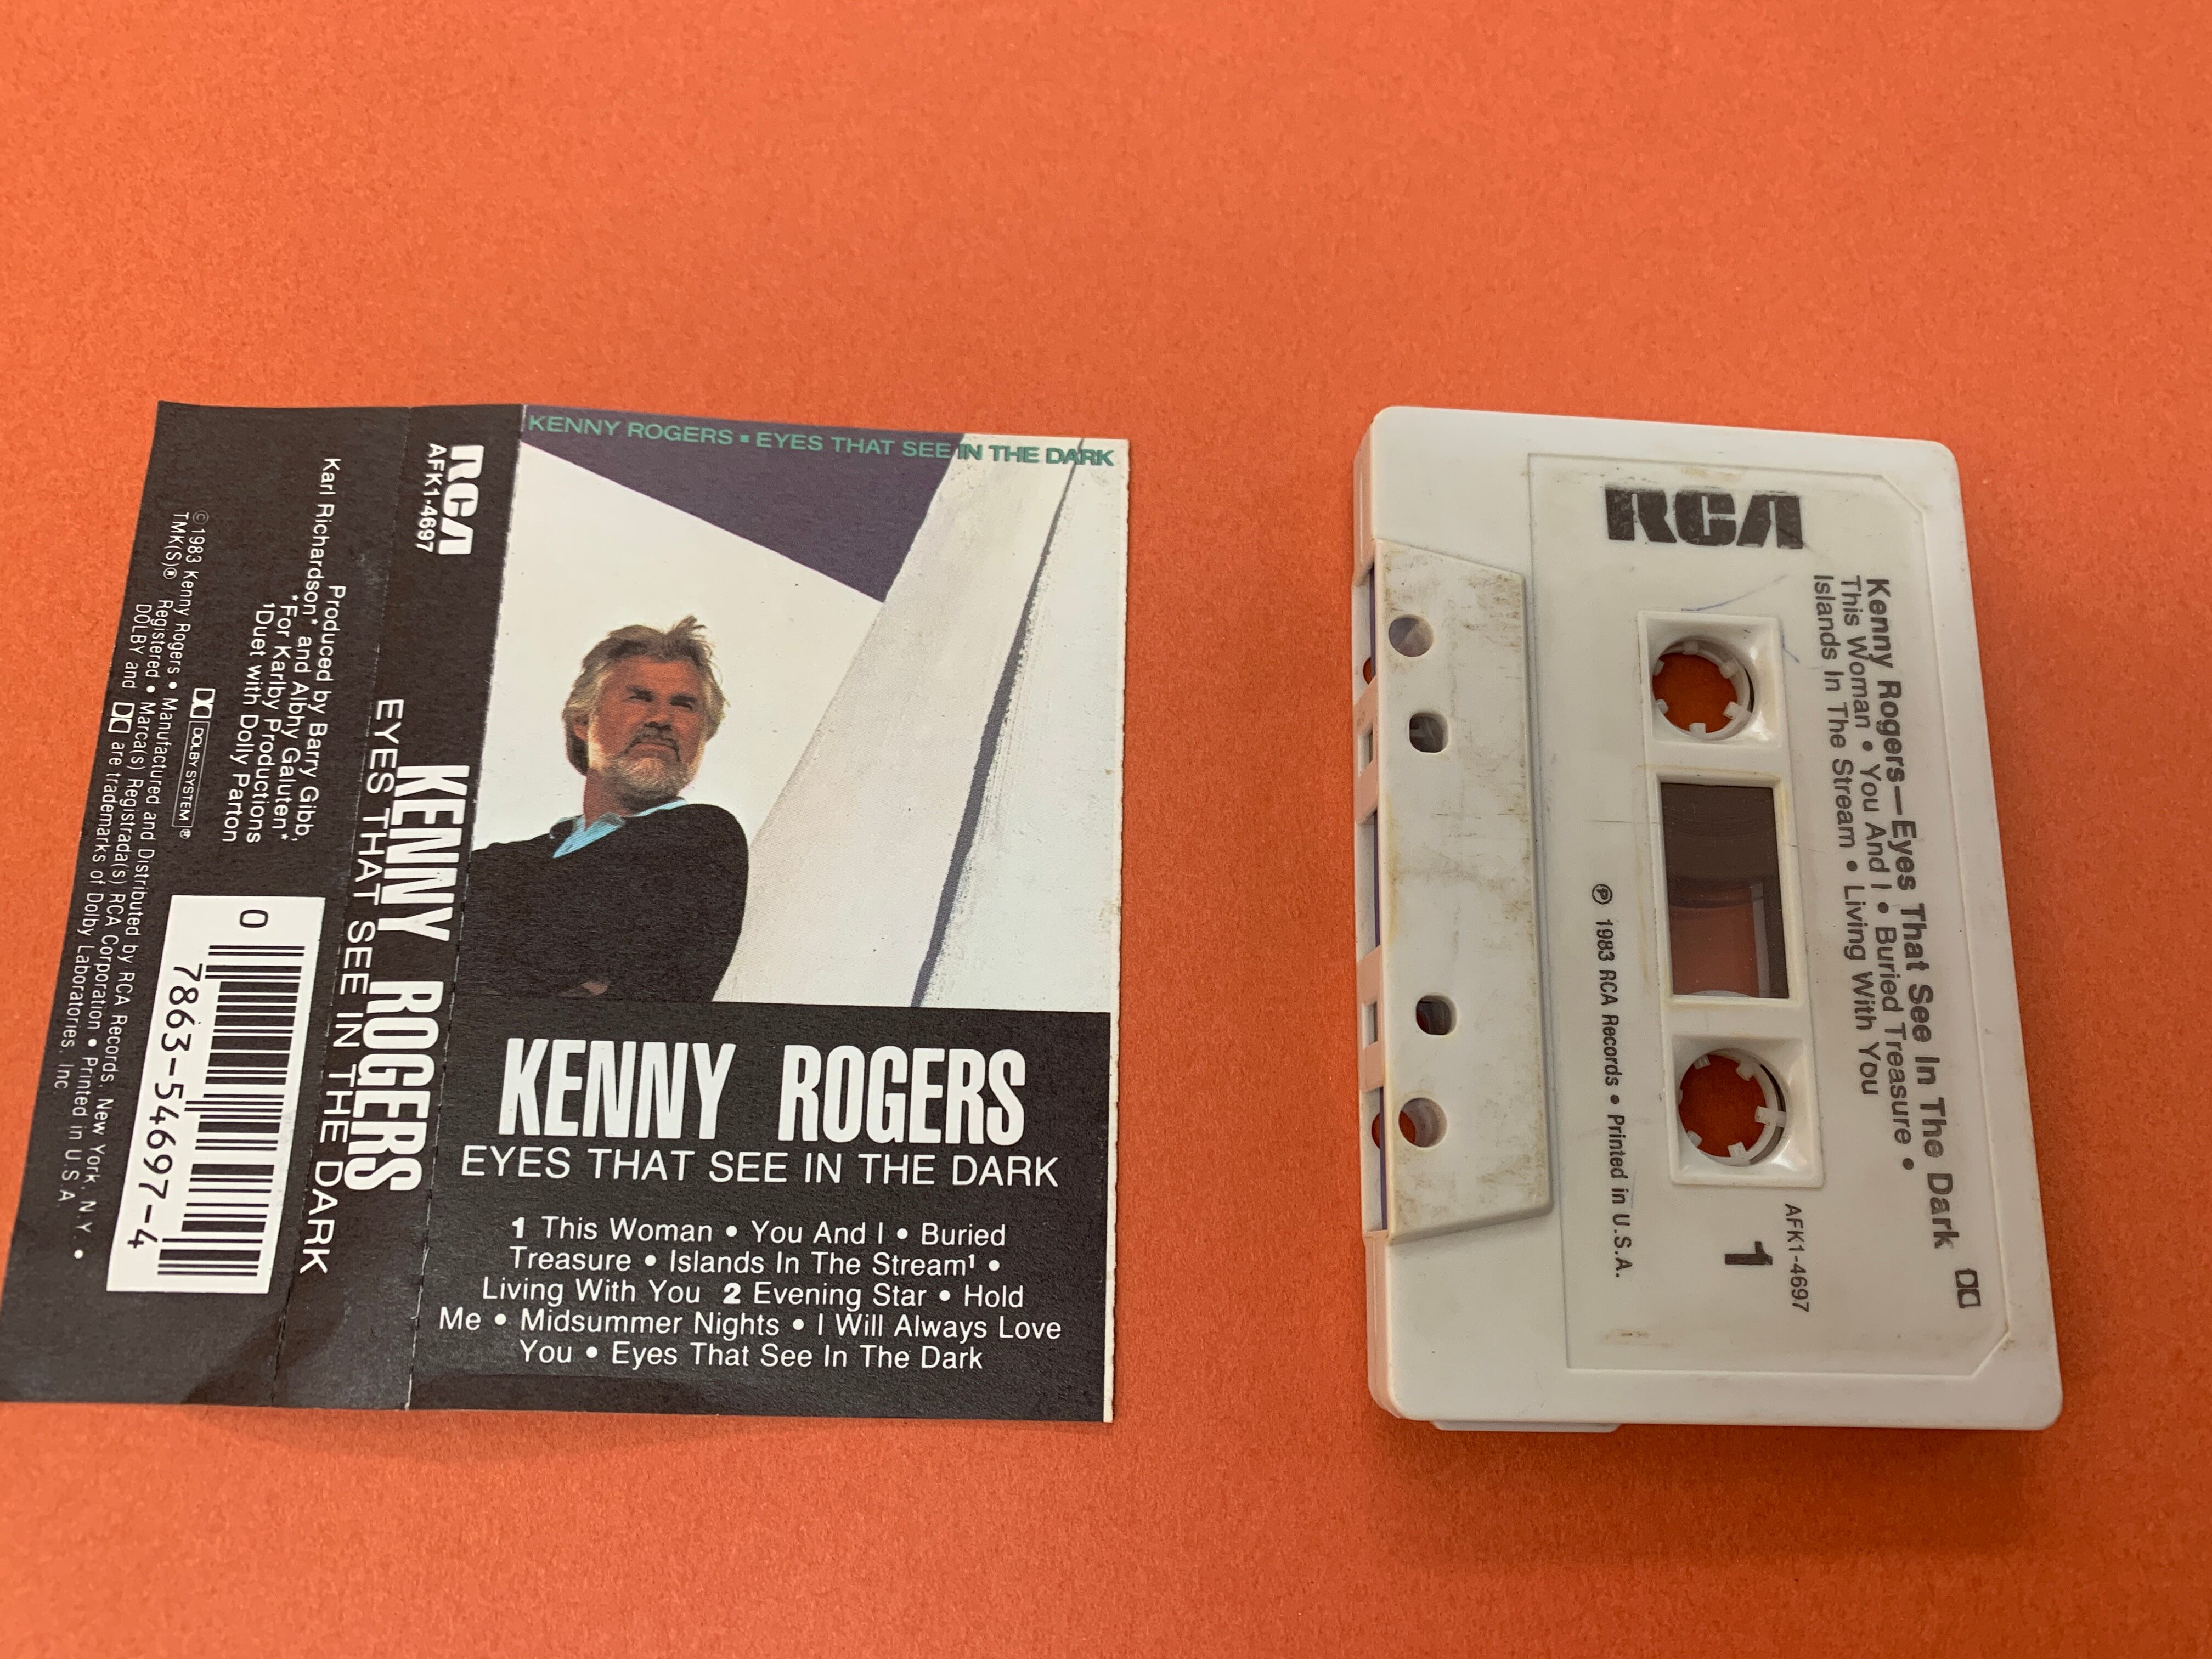 KENNY ROGERS ▪ EYES THAT SEE IN THE DARK
KENNY ROGERS
EYES THAT SEE IN THE DARK
1 This Woman • You And I • Buried
Treasure • Islands In The Stream¹ •
Living With You 2 Evening Star • Hold
Me • Midsummer Nights • I Will Always Love
You • Eyes That See In The Dark
RCA
AFK1-4697
KENNY ROGERS
EYES THAT SEE IN THE DARK
Produced by Barry Gibb,
Karl Richardson* and Albhy Galuten*
*For Karlby Productions
¹Duet with Dolly Parton
DOLBY SYSTEM ®
© 1983 Kenny Rogers • Manufactured and Distributed by RCA Records, New York, N.Y. •
TMK(S)® Registered • Marca(s) Registrada(s) RCA Corporation • Printed in U.S.A.
DOLBY and are trademarks of Dolby Laboratories, Inc.
0 7863-54697-4
RCA
Kenny Rogers—Eyes That See In The Dark
This Woman • You And I • Buried Treasure •
Islands In The Stream • Living With You
AFK1-4697
1
℗ 1983 RCA Records • Printed in U.S.A.